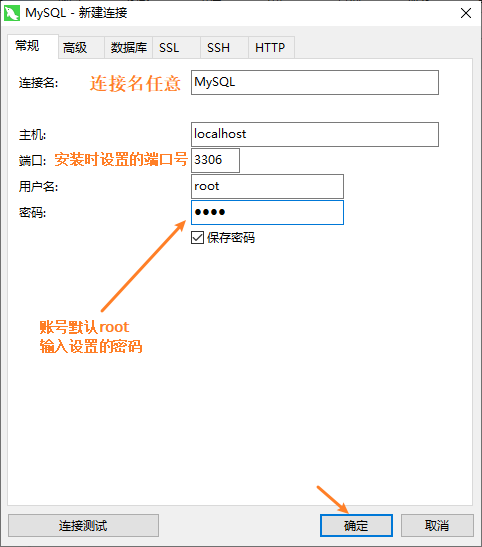 MySQL - 新建连接
常规 高级 数据库 SSL SSH HTTP
连接名: 连接名任意 MySQL
主机: localhost
端口: 安装时设置的端口号 3306
用户名: root
密码: ●●●●
保存密码
账号默认root
输入设置的密码
连接测试 确定 取消